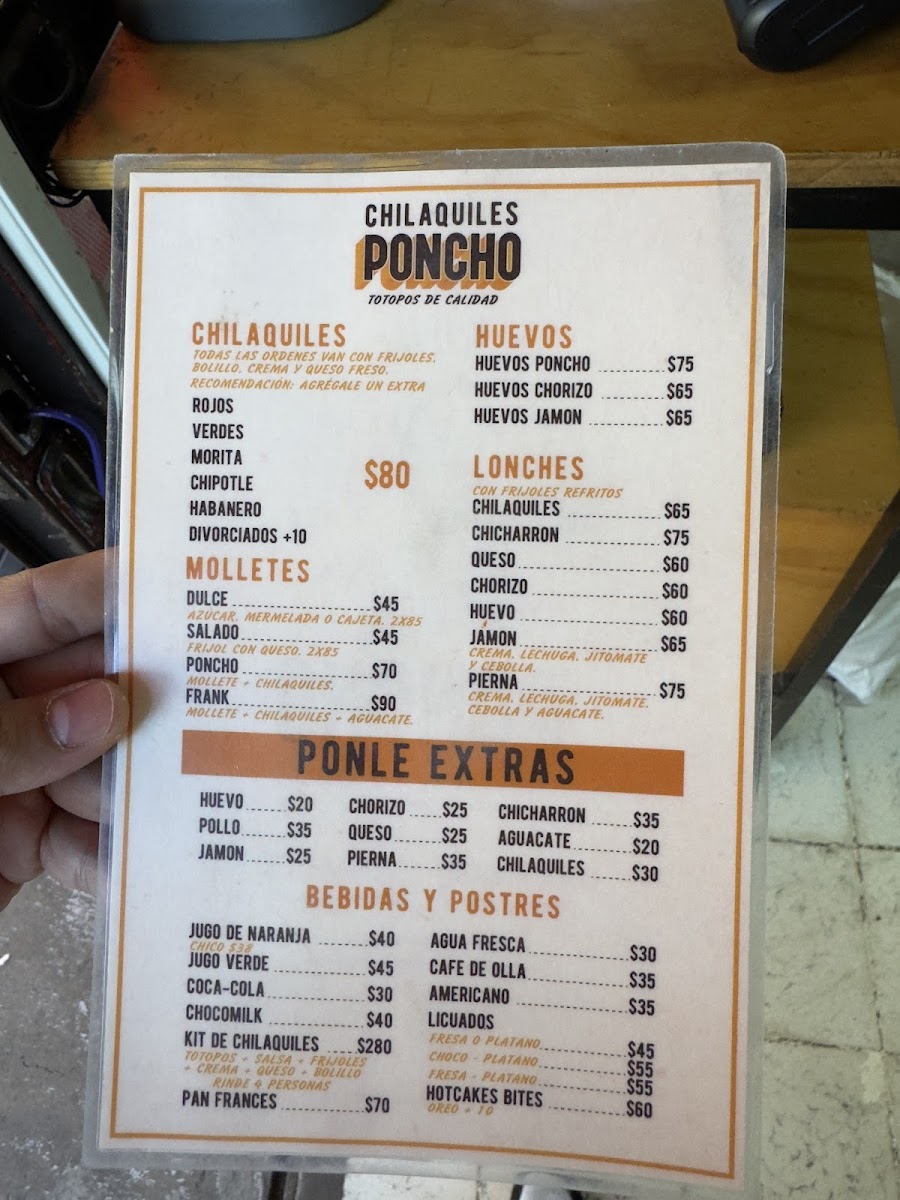 CHILAQUILES
PONCHO
TOTOPOS DE CALIDAD
CHILAQUILES
TODAS LAS ORDENES VAN CON FRIJOLES,
BOLILLO, CREMA Y QUESO FRESO.
RECOMENDACIÓN: AGRÉGALE UN EXTRA
ROJOS
VERDES
MORITA
CHIPOTLE
HABANERO
DIVORCIADOS +10
$80
MOLLETES
DULCE $45
AZUCAR, MERMELADA O CAJETA. 2X85
SALADO $45
FRIJOL CON QUESO. 2X85
PONCHO $70
MOLLETE + CHILAQUILES.
FRANK $90
MOLLETE + CHILAQUILES + AGUACATE.
HUEVOS
HUEVOS PONCHO $75
HUEVOS CHORIZO $65
HUEVOS JAMON $65
LONCHES
CON FRIJOLES REFRITOS
CHILAQUILES $65
CHICHARRON $75
QUESO $60
CHORIZO $60
HUEVO $60
JAMON $65
CREMA, LECHUGA, JITOMATE
Y CEBOLLA.
PIERNA $75
CREMA, LECHUGA, JITOMATE,
CEBOLLA Y AGUACATE.
PONLE EXTRAS
HUEVO $20
POLLO $35
JAMON $25
CHORIZO $25
QUESO $25
PIERNA $35
CHICHARRON $35
AGUACATE $20
CHILAQUILES $30
BEBIDAS Y POSTRES
JUGO DE NARANJA $40
CHICO $38
JUGO VERDE $45
COCA-COLA $30
CHOCOMILK $40
KIT DE CHILAQUILES $280
TOTOPOS + SALSA + FRIJOLES
+ CREMA + QUESO + BOLILLO
RINDE 4 PERSONAS
PAN FRANCES $70
AGUA FRESCA $30
CAFE DE OLLA $35
AMERICANO $35
LICUADOS
FRESA O PLATANO $45
CHOCO - PLATANO $55
FRESA - PLATANO $55
HOTCAKES BITES $60
OREO + 10